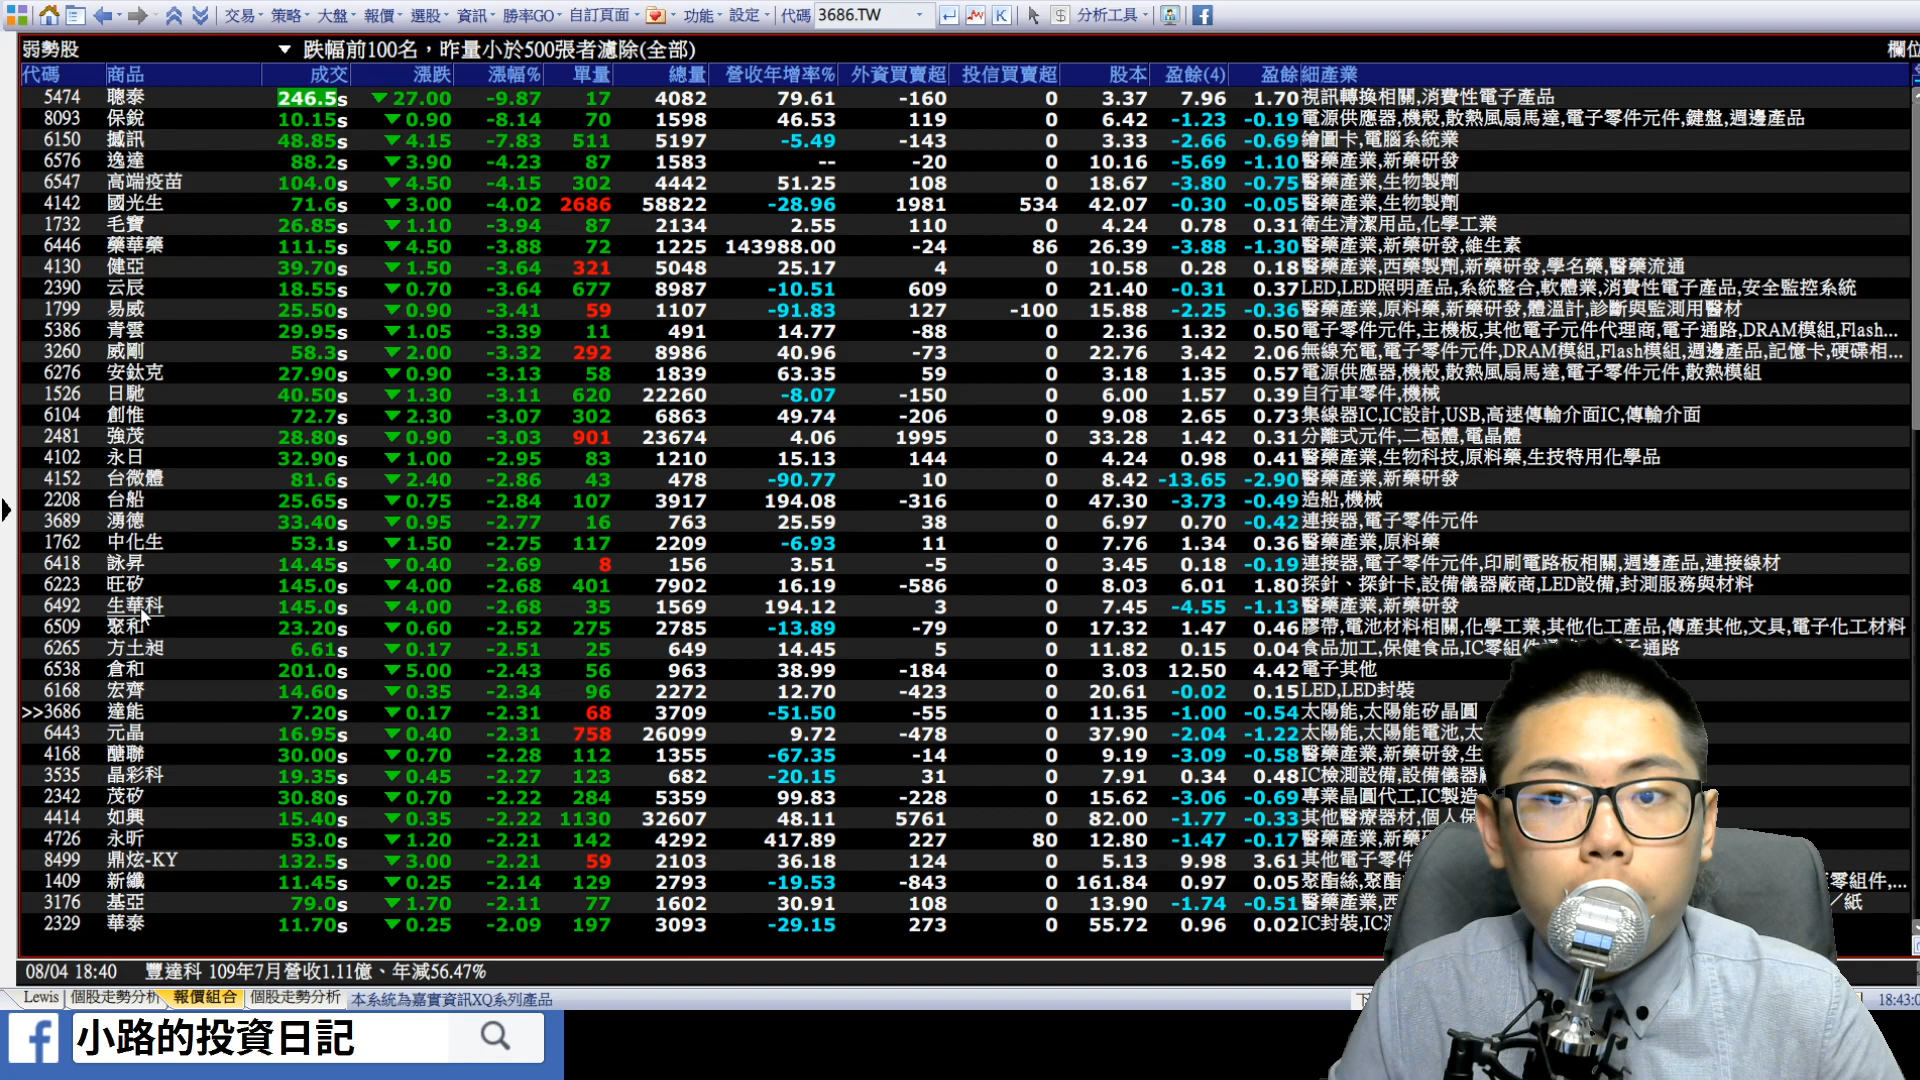 交易 策略 大盤 報價 選股 資訊 勝率GO 自訂頁面 功能 設定 代碼 3686.TW K 分析工具
弱勢股 ▼ 跌幅前100名，昨量小於500張者濾除(全部) 欄位
代碼 商品 成交 漲跌 漲幅% 單量 總量 營收年增率% 外資買賣超 投信買賣超 股本 盈餘(4) 盈餘 細產業
5474 聰泰 246.5s ▼27.00 -9.87 17 4082 79.61 -160 0 3.37 7.96 1.70 視訊轉換相關,消費性電子產品
8093 保銳 10.15s ▼0.90 -8.14 70 1598 46.53 119 0 6.42 -1.23 -0.19 電源供應器,機殼,散熱風扇馬達,電子零件元件,鍵盤,週邊產品
6150 撼訊 48.85s ▼4.15 -7.83 511 5197 -5.49 -143 0 3.33 -2.66 -0.69 繪圖卡,電腦系統業
6576 逸達 88.2s ▼3.90 -4.23 87 1583 -- -20 0 10.16 -5.69 -1.10 醫藥產業,新藥研發
6547 高端疫苗 104.0s ▼4.50 -4.15 302 4442 51.25 108 0 18.67 -3.80 -0.75 醫藥產業,生物製劑
4142 國光生 71.6s ▼3.00 -4.02 2686 58822 -28.96 1981 534 42.07 -0.30 -0.05 醫藥產業,生物製劑
1732 毛寶 26.85s ▼1.10 -3.94 87 2134 2.55 110 0 4.24 0.78 0.31 衛生清潔用品,化學工業
6446 藥華藥 111.5s ▼4.50 -3.88 72 1225 143988.00 -24 86 26.39 -3.88 -1.30 醫藥產業,新藥研發,維生素
4130 健亞 39.70s ▼1.50 -3.64 321 5048 25.17 4 0 10.58 0.28 0.18 醫藥產業,西藥製劑,新藥研發,學名藥,醫藥流通
2390 云辰 18.55s ▼0.70 -3.64 677 8987 -10.51 609 0 21.40 -0.31 0.37 LED,LED照明產品,系統整合,軟體業,消費性電子產品,安全監控系統
1799 易威 25.50s ▼0.90 -3.41 59 1107 -91.83 127 -100 15.88 -2.25 -0.36 醫藥產業,原料藥,新藥研發,體溫計,診斷與監測用醫材
5386 青雲 29.95s ▼1.05 -3.39 11 491 14.77 -88 0 2.36 1.32 0.50 電子零件元件,主機板,其他電子元件代理商,電子通路,DRAM模組,Flash...
3260 威剛 58.3s ▼2.00 -3.32 292 8986 40.96 -73 0 22.76 3.42 2.06 無線充電,電子零件元件,DRAM模組,Flash模組,週邊產品,記憶卡,硬碟相...
6276 安鈦克 27.90s ▼0.90 -3.13 58 1839 63.35 59 0 3.18 1.35 0.57 電源供應器,機殼,散熱風扇馬達,電子零件元件,散熱模組
1526 日馳 40.50s ▼1.30 -3.11 620 22260 -8.07 -150 0 6.00 1.57 0.39 自行車零件,機械
6104 創惟 72.7s ▼2.30 -3.07 302 6863 49.74 -206 0 9.08 2.65 0.73 集線器IC,IC設計,USB,高速傳輸介面IC,傳輸介面
2481 強茂 28.80s ▼0.90 -3.03 901 23674 4.06 1995 0 33.28 1.42 0.31 分離式元件,二極體,電晶體
4102 永日 32.90s ▼1.00 -2.95 83 1210 15.13 144 0 4.24 0.98 0.41 醫藥產業,生物科技,原料藥,生技特用化學品
4152 台微體 81.6s ▼2.40 -2.86 43 478 -90.77 10 0 8.42 -13.65 -2.90 醫藥產業,新藥研發
2208 台船 25.65s ▼0.75 -2.84 107 3917 194.08 -316 0 47.30 -3.73 -0.49 造船,機械
3689 湧德 33.40s ▼0.95 -2.77 16 763 25.59 38 0 6.97 0.70 -0.42 連接器,電子零件元件
1762 中化生 53.1s ▼1.50 -2.75 117 2209 -6.93 11 0 7.76 1.34 0.36 醫藥產業,原料藥
6418 詠昇 14.45s ▼0.40 -2.69 8 156 3.51 -5 0 3.45 0.18 -0.19 連接器,電子零件元件,印刷電路板相關,週邊產品,連接線材
6223 旺矽 145.0s ▼4.00 -2.68 401 7902 16.19 -586 0 8.03 6.01 1.80 探針、探針卡,設備儀器廠商,LED設備,封測服務與材料
6492 生華科 145.0s ▼4.00 -2.68 35 1569 194.12 3 0 7.45 -4.55 -1.13 醫藥產業,新藥研發
6509 聚和 23.20s ▼0.60 -2.52 275 2785 -13.89 -79 0 17.32 1.47 0.46 膠帶,電池材料相關,化學工業,其他化工產品,傳產其他,文具,電子化工材料
6265 方土昶 6.61s ▼0.17 -2.51 25 649 14.45 5 0 11.82 0.15 0.04 食品加工,保健食品,IC零組件 通路
6538 倉和 201.0s ▼5.00 -2.43 56 963 38.99 -184 0 3.03 12.50 4.42 電子其他
6168 宏齊 14.60s ▼0.35 -2.34 96 2272 12.70 -423 0 20.61 -0.02 0.15 LED,LED封裝
>>3686 達能 7.20s ▼0.17 -2.31 68 3709 -51.50 -55 0 11.35 -1.00 -0.54 太陽能,太陽能矽晶圓
6443 元晶 16.95s ▼0.40 -2.31 758 26099 9.72 -478 0 37.90 -2.04 -1.22 太陽能,太陽能電池,太
4168 醣聯 30.00s ▼0.70 -2.28 112 1355 -67.35 -14 0 9.19 -3.09 -0.58 醫藥產業,新藥研發,生
3535 晶彩科 19.35s ▼0.45 -2.27 123 682 -20.15 31 0 7.91 0.34 0.48 IC檢測設備,設備儀器
2342 茂矽 30.80s ▼0.70 -2.22 284 5359 99.83 -228 0 15.62 -3.06 -0.69 專業晶圓代工,IC製造
4414 如興 15.40s ▼0.35 -2.22 1130 32607 48.11 5761 0 82.00 -1.77 -0.33 其他醫療器材,個人保
4726 永昕 53.0s ▼1.20 -2.21 142 4292 417.89 227 80 12.80 -1.47 -0.17 醫藥產業,新藥
8499 鼎炫-KY 132.5s ▼3.00 -2.21 59 2103 36.18 124 0 5.13 9.98 3.61 其他電子零件
1409 新纖 11.45s ▼0.25 -2.14 129 2793 -19.53 -843 0 161.84 0.97 0.05 聚酯絲,聚酯 零組件,...
3176 基亞 79.0s ▼1.70 -2.11 77 1602 30.91 108 0 13.90 -1.74 -0.51 醫藥產業,西 ／紙
2329 華泰 11.70s ▼0.25 -2.09 197 3093 -29.15 273 0 55.72 0.96 0.02 IC封裝,IC
08/04 18:40 豐達科 109年7月營收1.11億、年減56.47%
Lewis 個股走勢分析 報價組合 個股走勢分析 本系統為嘉實資訊XQ系列產品 18:43:0
小路的投資日記